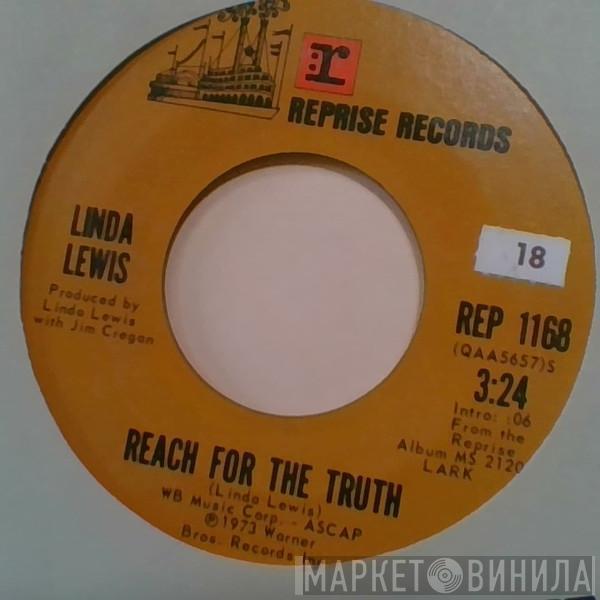 :r
REPRISE RECORDS
LINDA
LEWIS
Produced by
Linda Lewis
with Jim Cregan
18
REP 1168
(QAA5657)S
3:24
Intro: :06
From the
Reprise
Album MS 2120
LARK
REACH FOR THE TRUTH
(Linda Lewis)
WB Music Corp. - ASCAP
℗1973 Warner
Bros. Records
МАРКЕТ ВИНИЛА